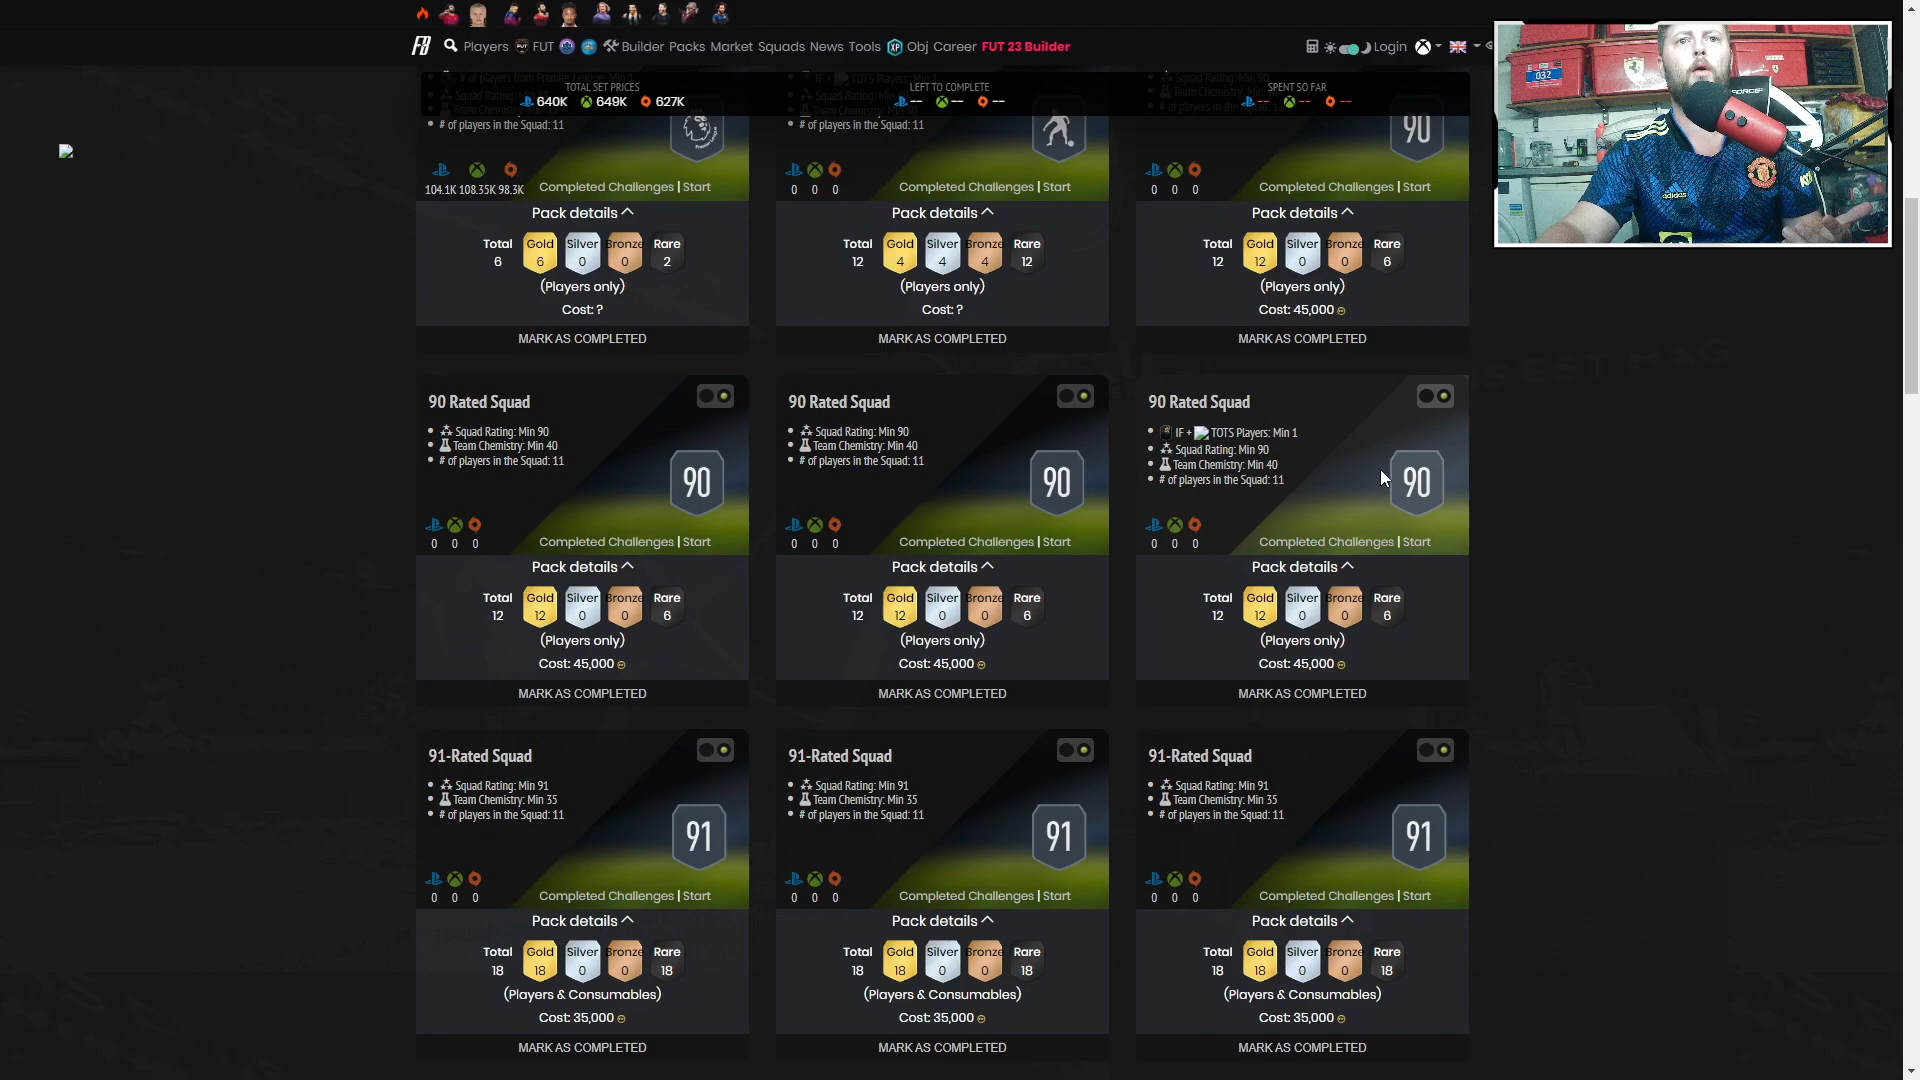 Players FUT Builder Packs Market Squads News Tools XP Obj Career FUT 23 Builder Login
# of players from Premier League: Min 1
IF + TOTS Players: Min 1
Squad Rating: Min 90
TOTAL SET PRICES LEFT TO COMPLETE SPENT SO FAR
640K 649K 627K -- -- -- -- -- --
# of players in the Squad: 11 # of players in the Squad: 11 90
104.1K 108.35K 98.3K Completed Challenges | Start 0 0 0 Completed Challenges | Start 0 0 0 Completed Challenges | Start
Pack details Pack details Pack details
Total Gold Silver Bronze Rare Total Gold Silver Bronze Rare Total Gold Silver Bronze Rare
6 6 0 0 2 12 4 4 4 12 12 12 0 0 6
(Players only) (Players only) (Players only)
Cost: ? Cost: ? Cost: 45,000
MARK AS COMPLETED MARK AS COMPLETED MARK AS COMPLETED
90 Rated Squad 90 Rated Squad 90 Rated Squad
Squad Rating: Min 90 Squad Rating: Min 90 IF + TOTS Players: Min 1
Team Chemistry: Min 40 Team Chemistry: Min 40 Squad Rating: Min 90
# of players in the Squad: 11 # of players in the Squad: 11 Team Chemistry: Min 40
# of players in the Squad: 11
90 90 90
0 0 0 Completed Challenges | Start 0 0 0 Completed Challenges | Start 0 0 0 Completed Challenges | Start
Pack details Pack details Pack details
Total Gold Silver Bronze Rare Total Gold Silver Bronze Rare Total Gold Silver Bronze Rare
12 12 0 0 6 12 12 0 0 6 12 12 0 0 6
(Players only) (Players only) (Players only)
Cost: 45,000 Cost: 45,000 Cost: 45,000
MARK AS COMPLETED MARK AS COMPLETED MARK AS COMPLETED
91-Rated Squad 91-Rated Squad 91-Rated Squad
Squad Rating: Min 91 Squad Rating: Min 91 Squad Rating: Min 91
Team Chemistry: Min 35 Team Chemistry: Min 35 Team Chemistry: Min 35
# of players in the Squad: 11 # of players in the Squad: 11 # of players in the Squad: 11
91 91 91
0 0 0 Completed Challenges | Start 0 0 0 Completed Challenges | Start 0 0 0 Completed Challenges | Start
Pack details Pack details Pack details
Total Gold Silver Bronze Rare Total Gold Silver Bronze Rare Total Gold Silver Bronze Rare
18 18 0 0 18 18 18 0 0 18 18 18 0 0 18
(Players & Consumables) (Players & Consumables) (Players & Consumables)
Cost: 35,000 Cost: 35,000 Cost: 35,000
MARK AS COMPLETED MARK AS COMPLETED MARK AS COMPLETED
032
adidas